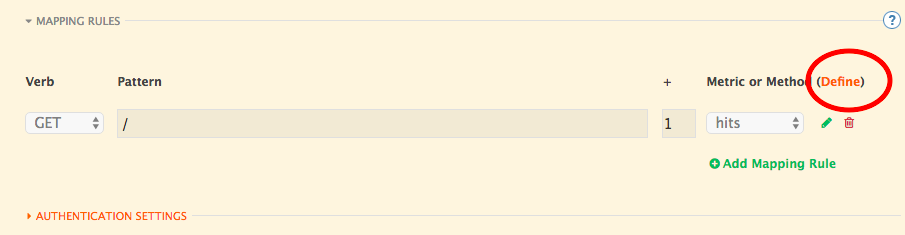 MAPPING RULES
?
Verb Pattern + Metric or Method (Define)
GET / 1 hits
Add Mapping Rule
AUTHENTICATION SETTINGS